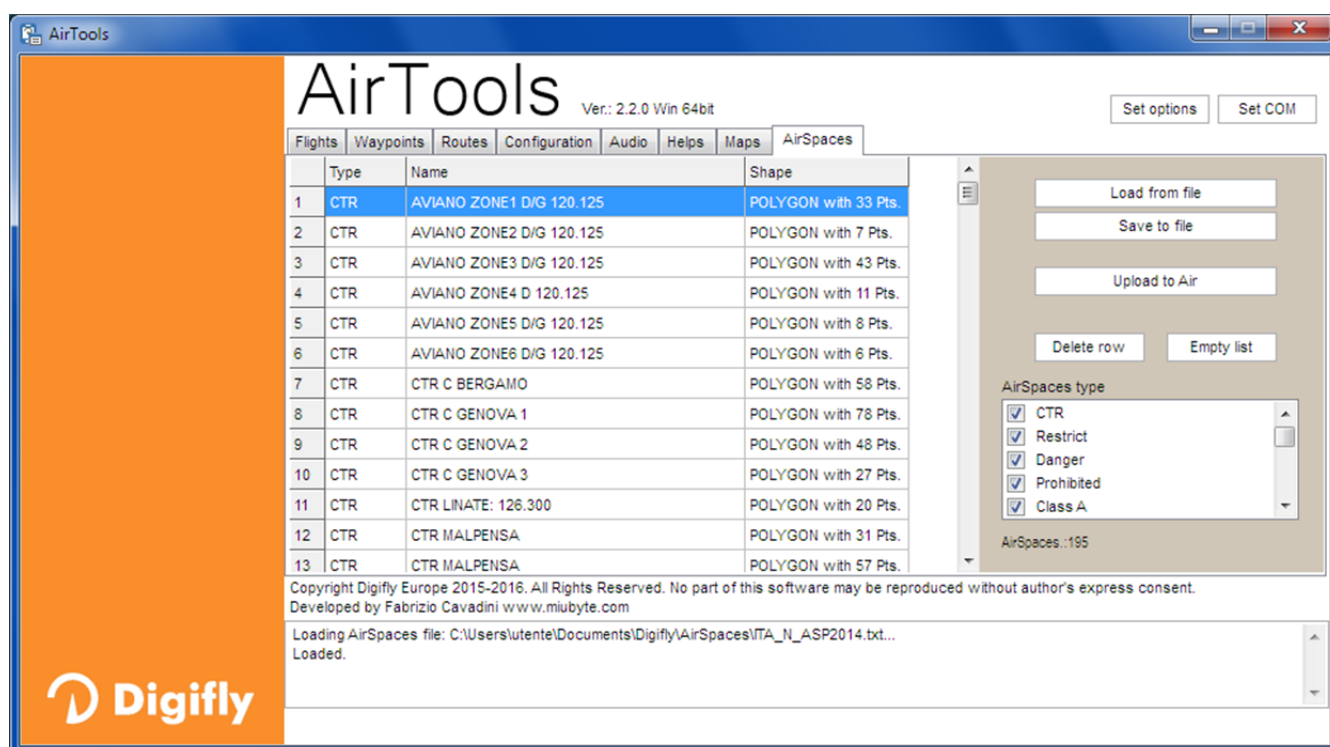 AirTools
AirTools Ver.: 2.2.0 Win 64bit
Set options Set COM
Flights Waypoints Routes Configuration Audio Helps Maps AirSpaces
Type Name Shape
1 CTR AVIANO ZONE1 D/G 120.125 POLYGON with 33 Pts.
2 CTR AVIANO ZONE2 D/G 120.125 POLYGON with 7 Pts.
3 CTR AVIANO ZONE3 D/G 120.125 POLYGON with 43 Pts.
4 CTR AVIANO ZONE4 D 120.125 POLYGON with 11 Pts.
5 CTR AVIANO ZONE5 D/G 120.125 POLYGON with 8 Pts.
6 CTR AVIANO ZONE6 D/G 120.125 POLYGON with 6 Pts.
7 CTR CTR C BERGAMO POLYGON with 58 Pts.
8 CTR CTR C GENOVA 1 POLYGON with 78 Pts.
9 CTR CTR C GENOVA 2 POLYGON with 48 Pts.
10 CTR CTR C GENOVA 3 POLYGON with 27 Pts.
11 CTR CTR LINATE: 126.300 POLYGON with 20 Pts.
12 CTR CTR MALPENSA POLYGON with 31 Pts.
13 CTR CTR MALPENSA POLYGON with 57 Pts.
Load from file
Save to file
Upload to Air
Delete row Empty list
AirSpaces type
CTR
Restrict
Danger
Prohibited
Class A
AirSpaces.:195
Copyright Digifly Europe 2015-2016. All Rights Reserved. No part of this software may be reproduced without author's express consent.
Developed by Fabrizio Cavadini www.miubyte.com
Loading AirSpaces file: C:\Users\utente\Documents\Digifly\AirSpaces\ITA_N_ASP2014.txt...
Loaded.
Digifly